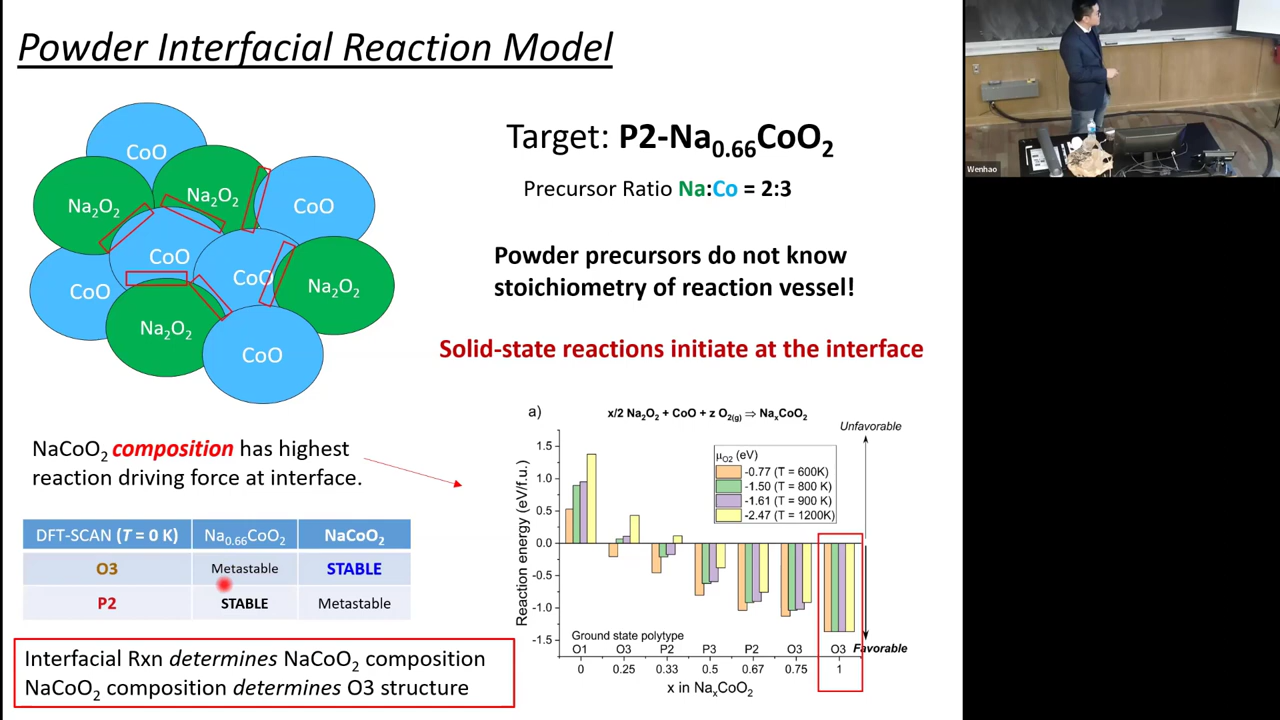 Powder Interfacial Reaction Model
CoO
Na₂O₂
Na₂O₂
CoO
CoO
CoO
CoO
Na₂O₂
Na₂O₂
CoO
Target: P2-Na₀.₆₆CoO₂
Precursor Ratio Na:Co = 2:3
Powder precursors do not know
stoichiometry of reaction vessel!
Solid-state reactions initiate at the interface
NaCoO₂ composition has highest
reaction driving force at interface.
DFT-SCAN (T = 0 K) Na₀.₆₆CoO₂ NaCoO₂
O3 Metastable STABLE
P2 STABLE Metastable
Interfacial Rxn determines NaCoO₂ composition
NaCoO₂ composition determines O3 structure
a) x/2 Na₂O₂ + CoO + z O₂₍g₎ ⇒ NaₓCoO₂
Unfavorable
μO2 (eV)
-0.77 (T = 600K)
-1.50 (T = 800 K)
-1.61 (T = 900 K)
-2.47 (T = 1200K)
Reaction energy (eV/f.u.)
1.5
1.0
0.5
0.0
-0.5
-1.0
-1.5
Ground state polytype
O1 O3 P2 P3 P2 O3 O3 Favorable
0 0.25 0.33 0.5 0.67 0.75 1
x in NaₓCoO₂
Wenhao